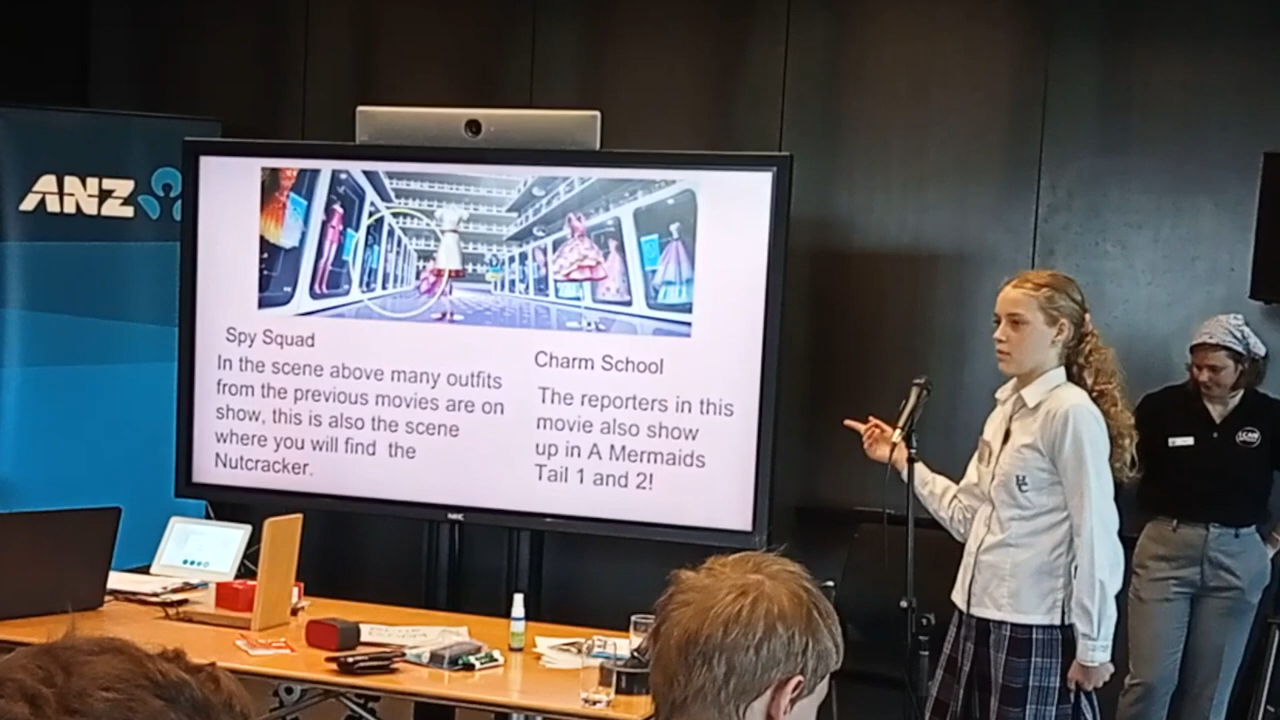 ANZ
Spy Squad
In the scene above many outfits
from the previous movies are on
show, this is also the scene
where you will find the
Nutcracker.
Charm School
The reporters in this
movie also show
up in A Mermaids
Tail 1 and 2!
NEC
HC
I CAN